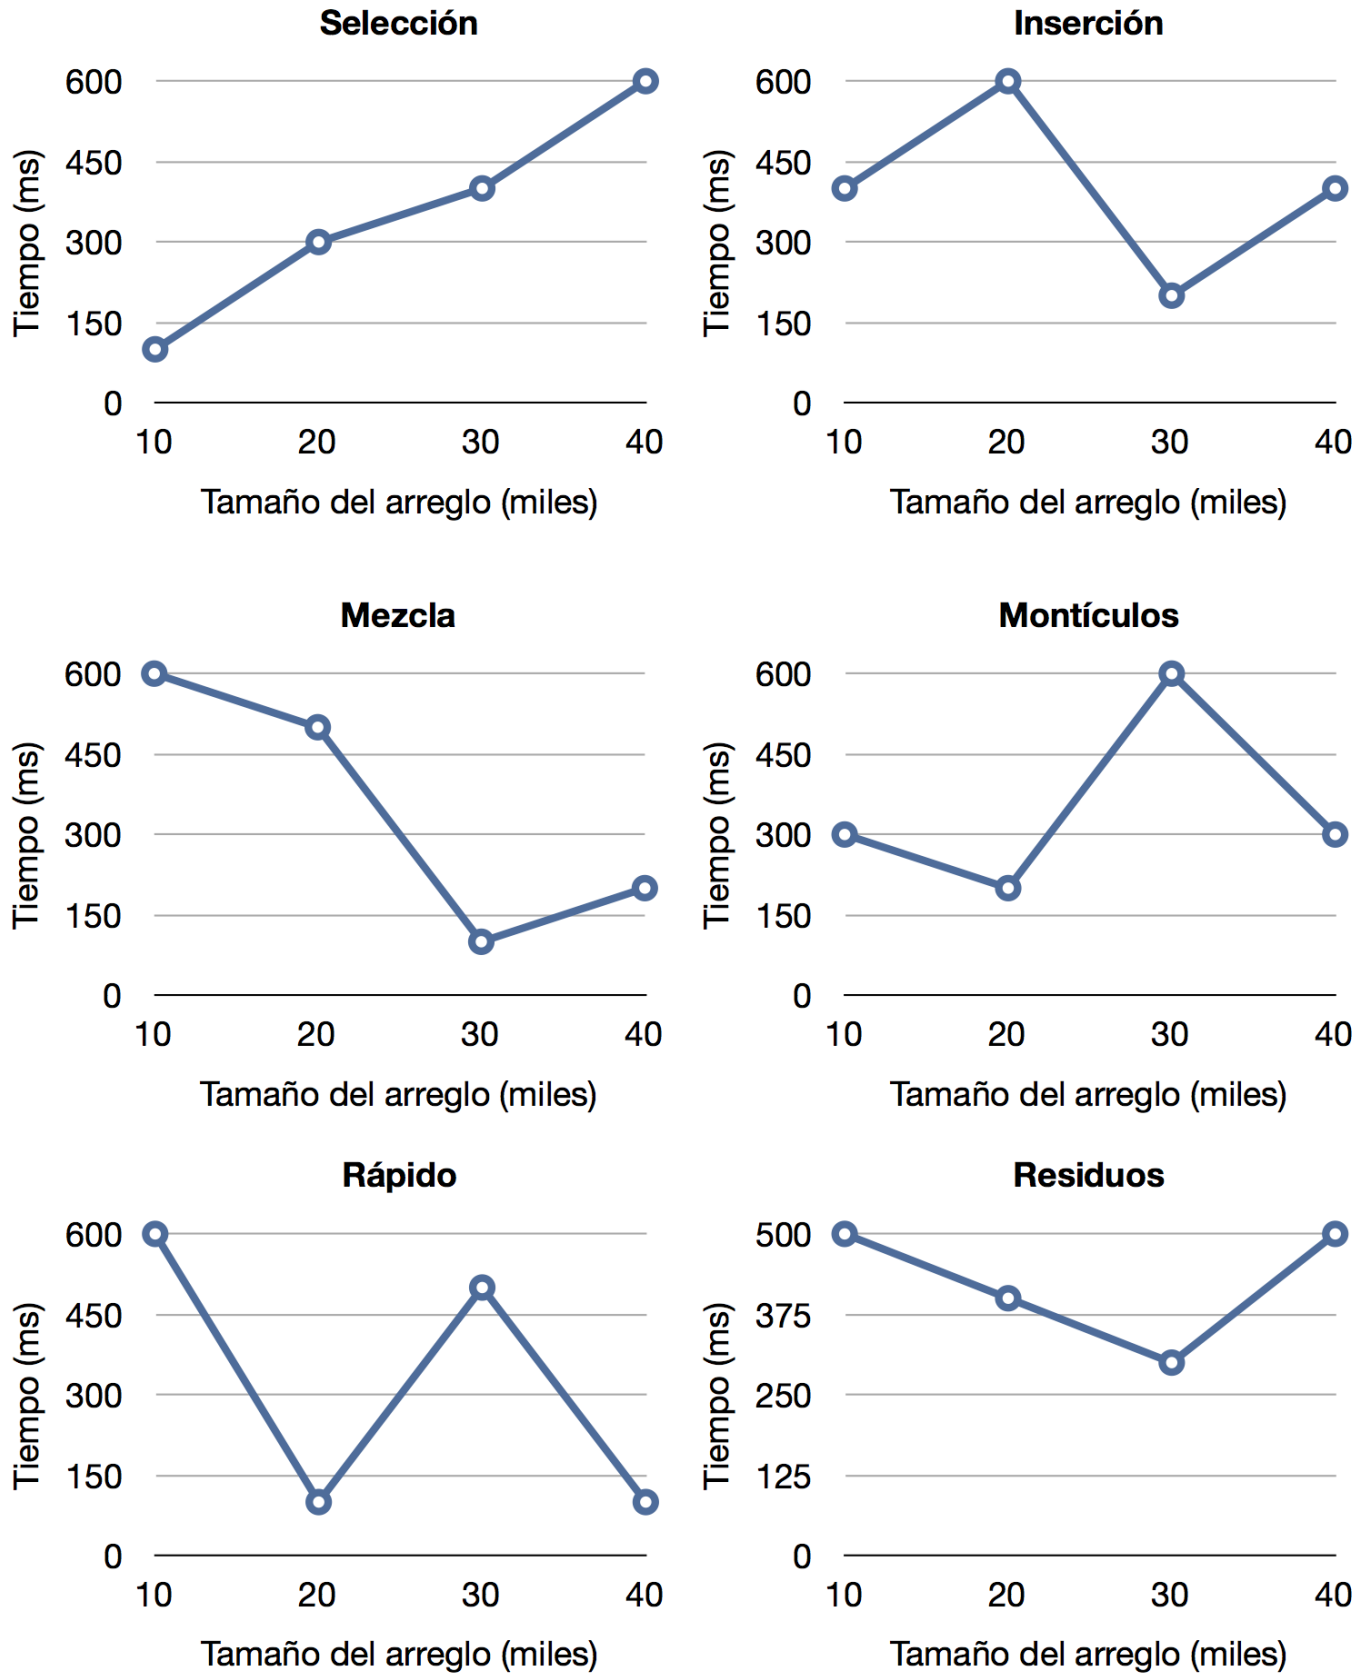 Selección
600
450
300
150
0
Tiempo (ms)
10 20 30 40
Tamaño del arreglo (miles)
Inserción
600
450
300
150
0
Tiempo (ms)
10 20 30 40
Tamaño del arreglo (miles)
Mezcla
600
450
300
150
0
Tiempo (ms)
10 20 30 40
Tamaño del arreglo (miles)
Montículos
600
450
300
150
0
Tiempo (ms)
10 20 30 40
Tamaño del arreglo (miles)
Rápido
600
450
300
150
0
Tiempo (ms)
10 20 30 40
Tamaño del arreglo (miles)
Residuos
500
375
250
125
0
Tiempo (ms)
10 20 30 40
Tamaño del arreglo (miles)